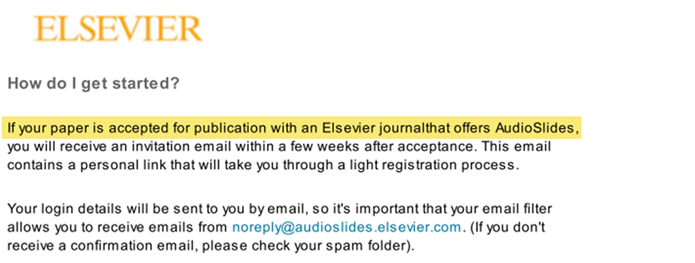 ELSEVIER
How do I get started?
If your paper is accepted for publication with an Elsevier journalthat offers AudioSlides,
you will receive an invitation email within a few weeks after acceptance. This email
contains a personal link that will take you through a light registration process.
Your login details will be sent to you by email, so it's important that your email filter
allows you to receive emails from noreply@audioslides.elsevier.com. (If you don't
receive a confirmation email, please check your spam folder).